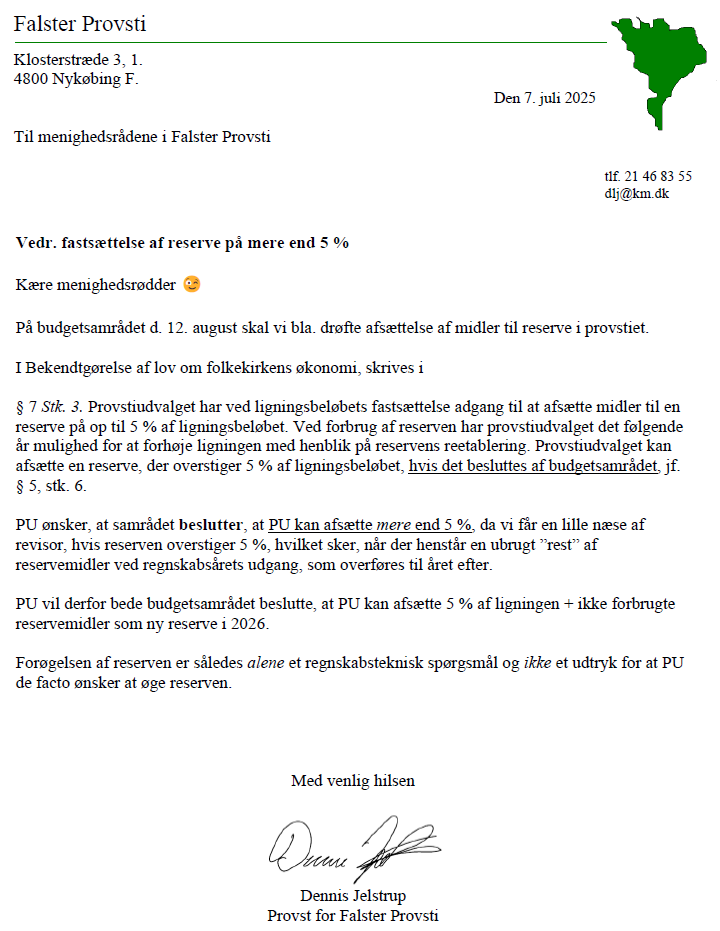 Falster Provsti
Klosterstræde 3, 1.
4800 Nykøbing F.
Den 7. juli 2025
Til menighedsrådene i Falster Provsti
tlf. 21 46 83 55
dlj@km.dk
Vedr. fastsættelse af reserve på mere end 5 %
Kære menighedsrødder 😉
På budgetsamrådet d. 12. august skal vi bla. drøfte afsættelse af midler til reserve i provstiet.
I Bekendtgørelse af lov om folkekirkens økonomi, skrives i
§ 7 Stk. 3. Provstiudvalget har ved ligningsbeløbets fastsættelse adgang til at afsætte midler til en
reserve på op til 5 % af ligningsbeløbet. Ved forbrug af reserven har provstiudvalget det følgende
år mulighed for at forhøje ligningen med henblik på reservens reetablering. Provstiudvalget kan
afsætte en reserve, der overstiger 5 % af ligningsbeløbet, hvis det besluttes af budgetsamrådet, jf.
§ 5, stk. 6.
PU ønsker, at samrådet beslutter, at PU kan afsætte mere end 5 %, da vi får en lille næse af
revisor, hvis reserven overstiger 5 %, hvilket sker, når der henstår en ubrugt ”rest” af
reservemidler ved regnskabsårets udgang, som overføres til året efter.
PU vil derfor bede budgetsamrådet beslutte, at PU kan afsætte 5 % af ligningen + ikke forbrugte
reservemidler som ny reserve i 2026.
Forøgelsen af reserven er således alene et regnskabsteknisk spørgsmål og ikke et udtryk for at PU
de facto ønsker at øge reserven.
Med venlig hilsen
Dennis Jelstrup
Provst for Falster Provsti